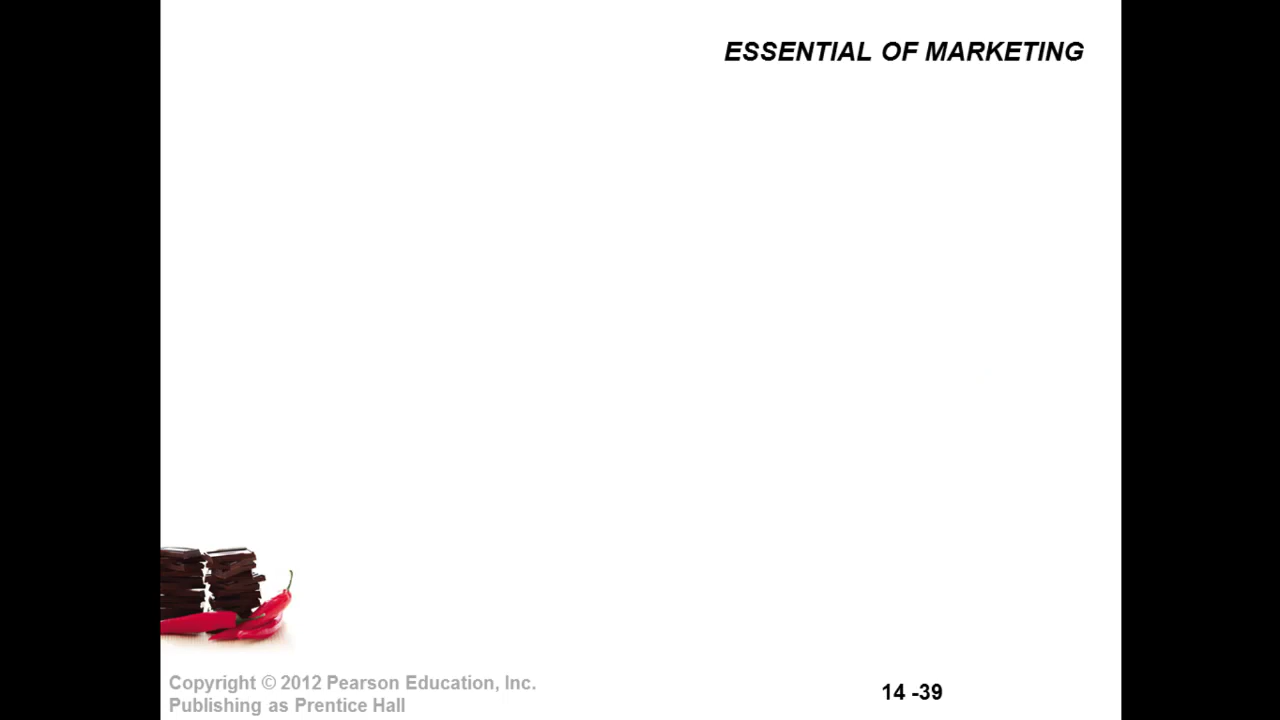 ESSENTIAL OF MARKETING
Copyright © 2012 Pearson Education, Inc.
Publishing as Prentice Hall
14 -39